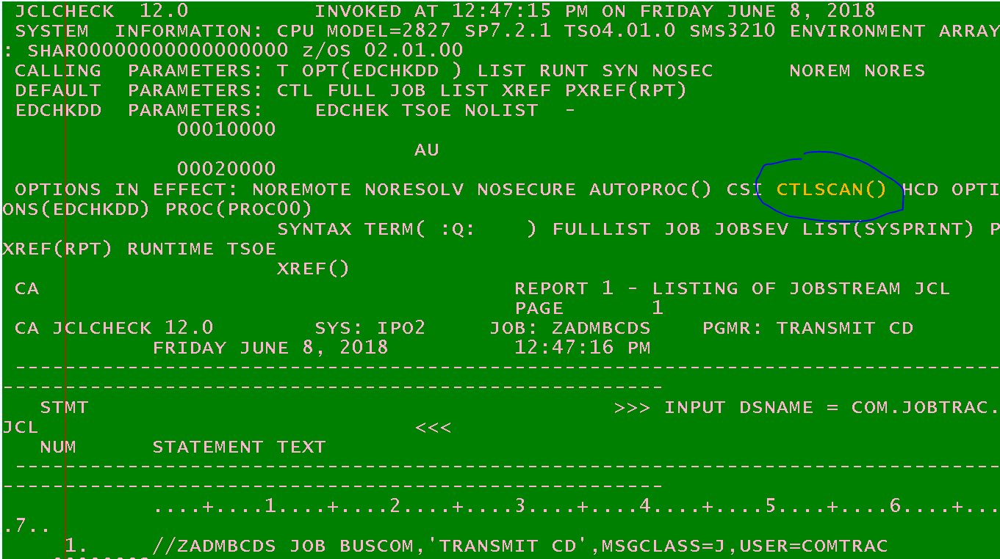 JCLCHECK 12.0 INVOKED AT 12:47:15 PM ON FRIDAY JUNE 8, 2018
SYSTEM INFORMATION: CPU MODEL=2827 SP7.2.1 TSO4.01.0 SMS3210 ENVIRONMENT ARRAY
: SHAR00000000000000000 z/OS 02.01.00
CALLING PARAMETERS: T OPT(EDCHKDD ) LIST RUNT SYN NOSEC NOREM NORES
DEFAULT PARAMETERS: CTL FULL JOB LIST XREF PXREF(RPT)
EDCHKDD PARAMETERS: EDCHEK TSOE NOLIST -
00010000
AU
00020000
OPTIONS IN EFFECT: NOREMOTE NORESOLV NOSECURE AUTOPROC() CSI CTLSCAN() HCD OPTI
ONS(EDCHKDD) PROC(PROC00)
SYNTAX TERM( :Q: ) FULLLIST JOB JOBSEV LIST(SYSPRINT) P
XREF(RPT) RUNTIME TSOE
XREF()
CA REPORT 1 - LISTING OF JOBSTREAM JCL
PAGE 1
CA JCLCHECK 12.0 SYS: IPO2 JOB: ZADMBCDS PGMR: TRANSMIT CD
FRIDAY JUNE 8, 2018 12:47:16 PM
-------------------------------------------------------------------------------
-----------------------------------------------------
STMT >>> INPUT DSNAME = COM.JOBTRAC.
JCL <<<
NUM STATEMENT TEXT
-------------------------------------------------------------------------------
-----------------------------------------------------
....+....1....+....2....+....3....+....4....+....5....+....6....+...
.7..
1. //ZADMBCDS JOB BUSCOM,'TRANSMIT CD',MSGCLASS=J,USER=COMTRAC